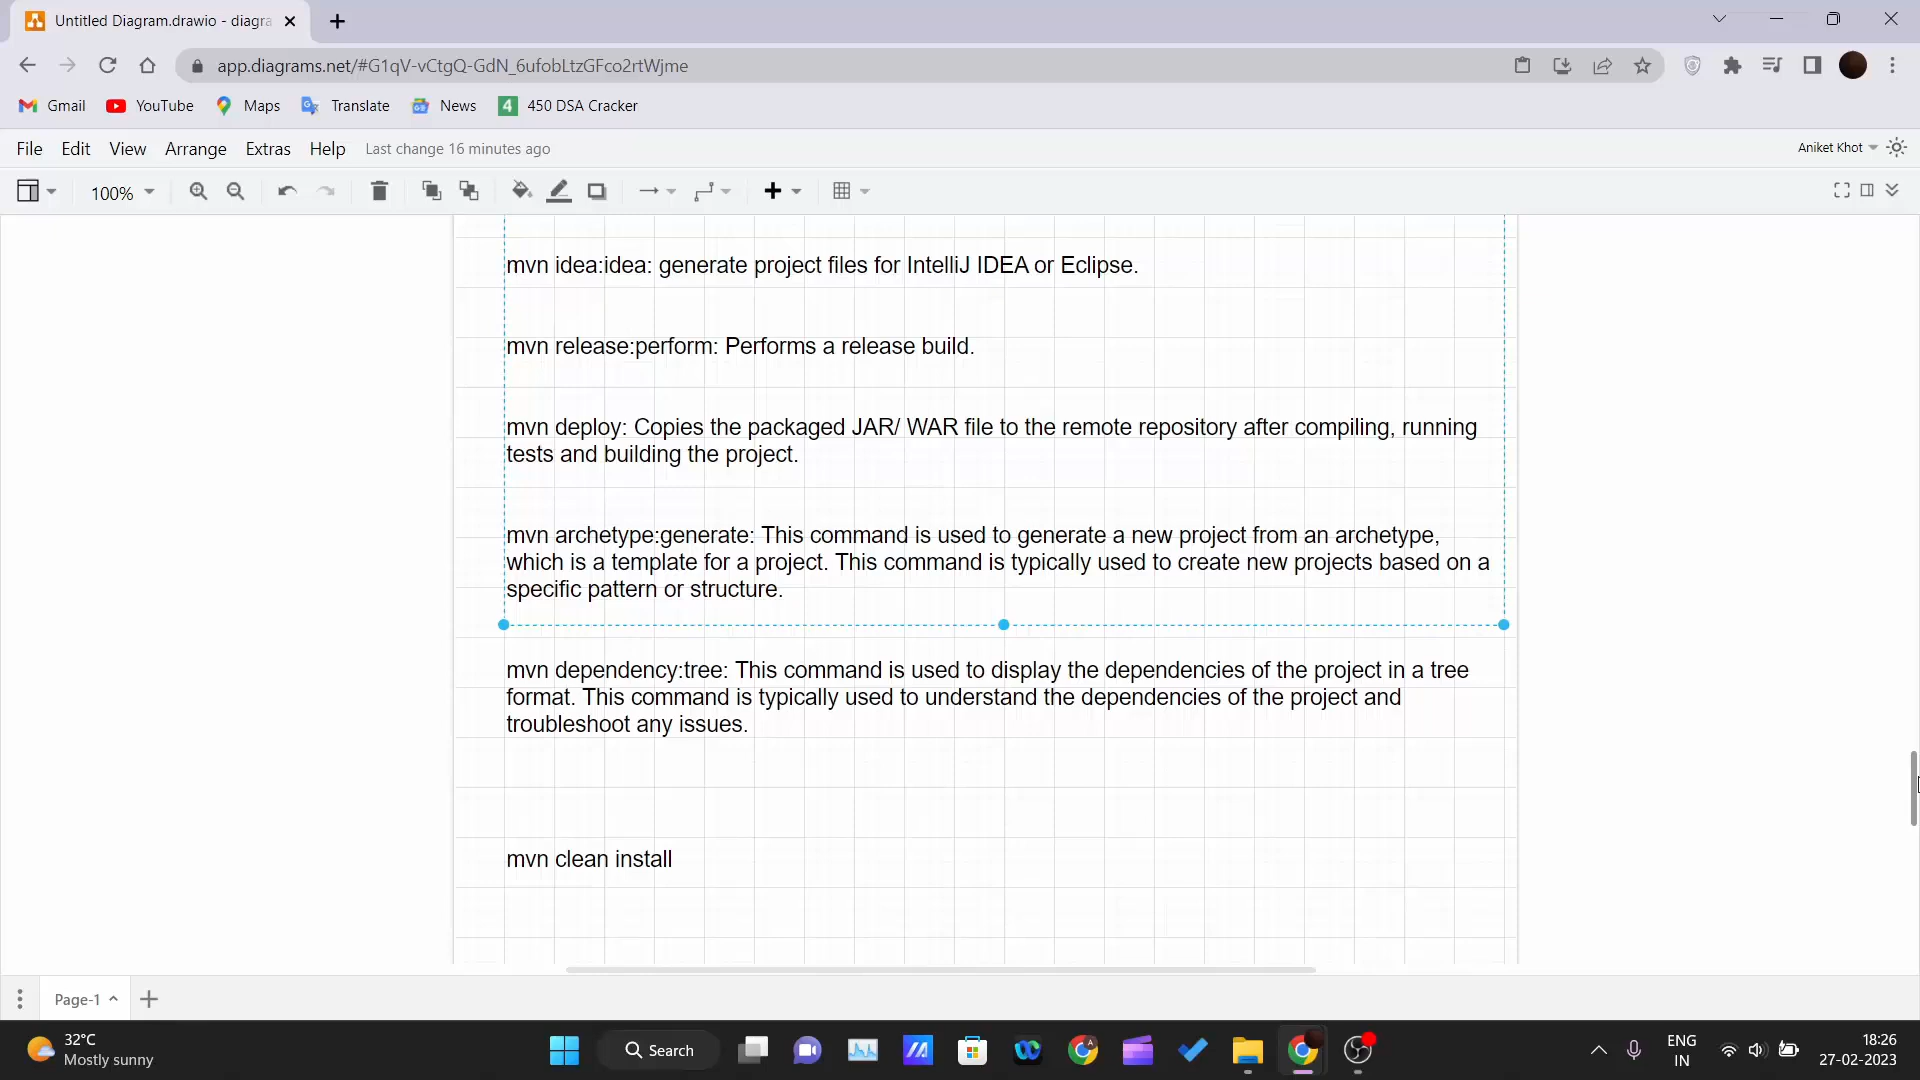 Untitled Diagram.drawio - diagra
app.diagrams.net/#G1qV-vCtgQ-GdN_6ufobLtzGFco2rtWjme
Gmail YouTube Maps Translate News 4 450 DSA Cracker
File Edit View Arrange Extras Help Last change 16 minutes ago Aniket Khot
100%
mvn idea:idea: generate project files for IntelliJ IDEA or Eclipse.
mvn release:perform: Performs a release build.
mvn deploy: Copies the packaged JAR/ WAR file to the remote repository after compiling, running
tests and building the project.
mvn archetype:generate: This command is used to generate a new project from an archetype,
which is a template for a project. This command is typically used to create new projects based on a
specific pattern or structure.
mvn dependency:tree: This command is used to display the dependencies of the project in a tree
format. This command is typically used to understand the dependencies of the project and
troubleshoot any issues.
mvn clean install
Page-1
32°C
Mostly sunny
Search
ENG
IN
18:26
27-02-2023